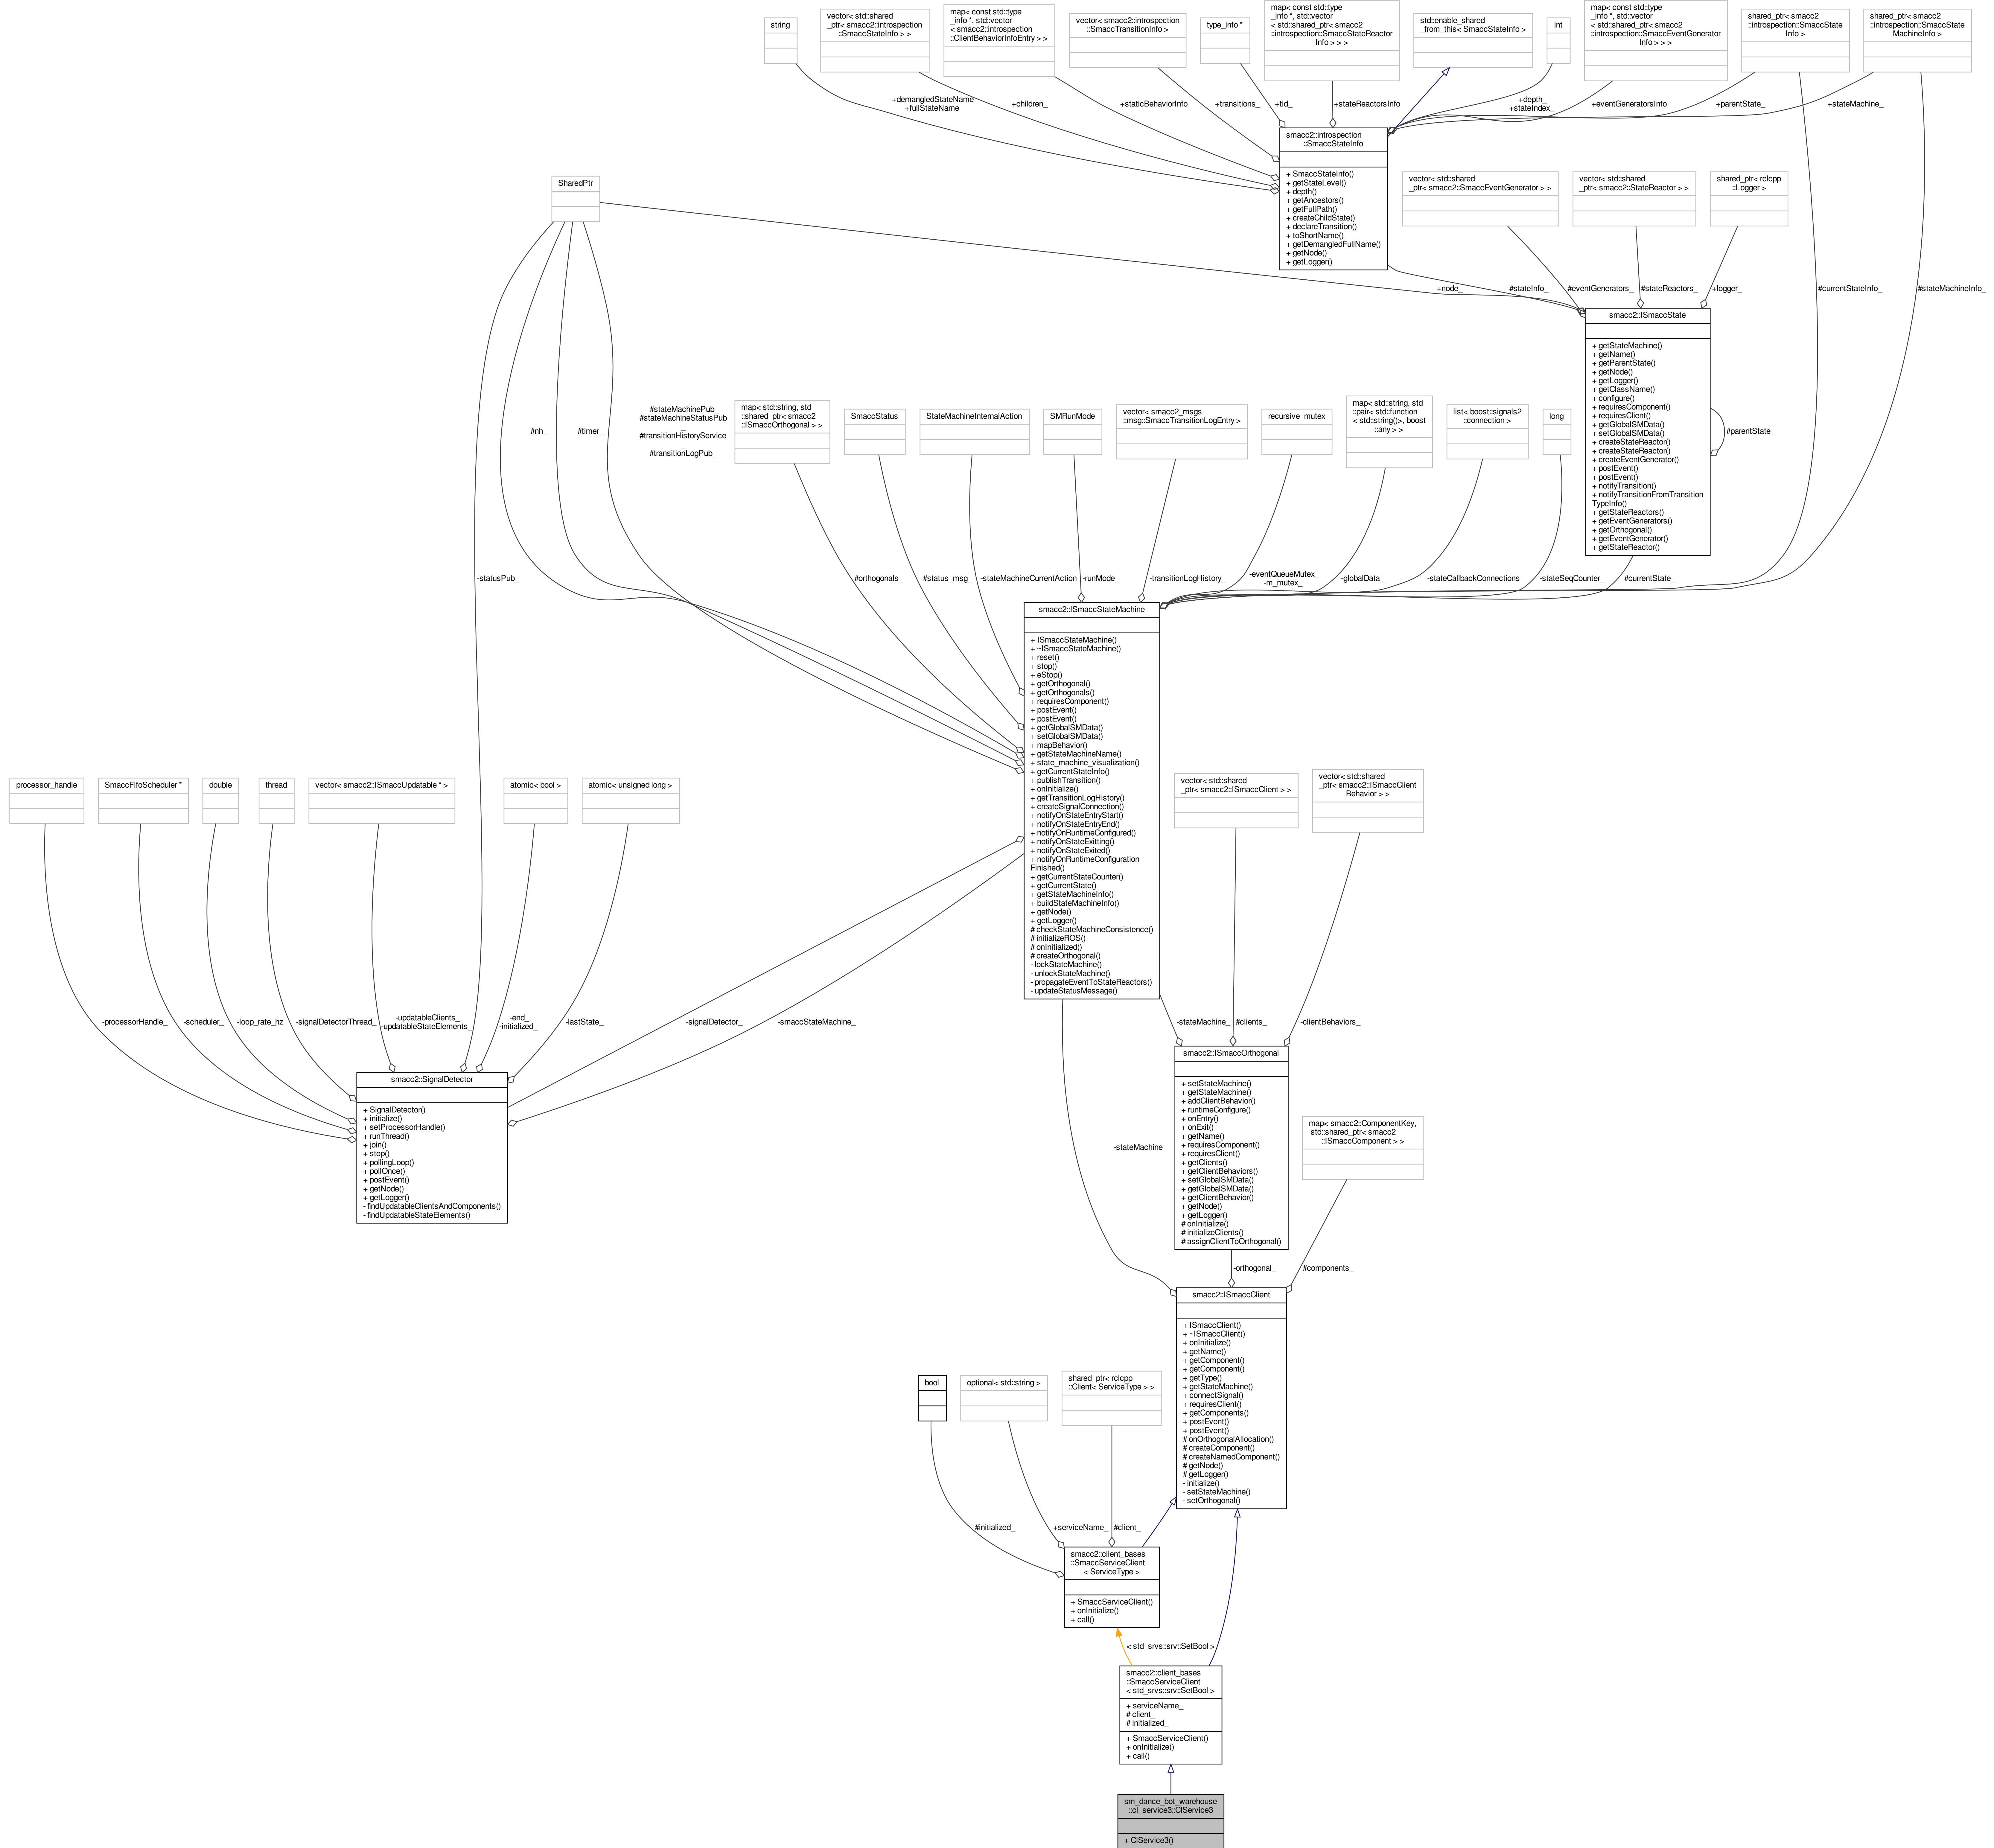 string
vector< std::shared
_ptr< smacc2::introspection
::SmaccStateInfo > >
map< const std::type
_info *, std::vector
< smacc2::introspection
::ClientBehaviorInfoEntry > >
vector< smacc2::introspection
::SmaccTransitionInfo >
type_info *
map< const std::type
_info *, std::vector
< std::shared_ptr< smacc2
::introspection::SmaccStateReactor
Info > > >
std::enable_shared
_from_this< SmaccStateInfo >
int
map< const std::type
_info *, std::vector
< std::shared_ptr< smacc2
::introspection::SmaccEventGenerator
Info > > >
shared_ptr< smacc2
::introspection::SmaccState
Info >
shared_ptr< smacc2
::introspection::SmaccState
MachineInfo >
+demangledStateName
+fullStateName
+children_
+staticBehaviorInfo
+transitions_
+tid_
+stateReactorsInfo
+depth_
+stateIndex_
+eventGeneratorsInfo
+parentState_
+stateMachine_
smacc2::introspection
::SmaccStateInfo
+ SmaccStateInfo()
+ getStateLevel()
+ depth()
+ getAncestors()
+ getFullPath()
+ createChildState()
+ declareTransition()
+ toShortName()
+ getDemangledFullName()
+ getNode()
+ getLogger()
SharedPtr
vector< std::shared
_ptr< smacc2::SmaccEventGenerator > >
vector< std::shared
_ptr< smacc2::StateReactor > >
shared_ptr< rclcpp
::Logger >
+node_
#stateInfo_
#eventGenerators_
#stateReactors_
+logger_
#currentStateInfo_
#stateMachineInfo_
smacc2::ISmaccState
+ getStateMachine()
+ getName()
+ getParentState()
+ getNode()
+ getLogger()
+ getClassName()
+ configure()
+ requiresComponent()
+ requiresClient()
+ getGlobalSMData()
+ setGlobalSMData()
+ createStateReactor()
+ createStateReactor()
+ createEventGenerator()
+ postEvent()
+ postEvent()
+ notifyTransition()
+ notifyTransitionFromTransition
TypeInfo()
+ getStateReactors()
+ getEventGenerators()
+ getOrthogonal()
+ getEventGenerator()
+ getStateReactor()
#parentState_
#nh_
#timer_
#stateMachinePub_
#stateMachineStatusPub
_
#transitionHistoryService
_
#transitionLogPub_
map< std::string, std
::shared_ptr< smacc2
::ISmaccOrthogonal > >
SmaccStatus
StateMachineInternalAction
SMRunMode
vector< smacc2_msgs
::msg::SmaccTransitionLogEntry >
recursive_mutex
map< std::string, std
::pair< std::function
< std::string()>, boost
::any > >
list< boost::signals2
::connection >
long
-statusPub_
#orthogonals_
#status_msg_
-stateMachineCurrentAction
-runMode_
-transitionLogHistory_
-eventQueueMutex_
-m_mutex_
-globalData_
-stateCallbackConnections
-stateSeqCounter_
#currentState_
smacc2::ISmaccStateMachine
+ ISmaccStateMachine()
+ ~ISmaccStateMachine()
+ reset()
+ stop()
+ eStop()
+ getOrthogonal()
+ getOrthogonals()
+ requiresComponent()
+ postEvent()
+ postEvent()
+ getGlobalSMData()
+ setGlobalSMData()
+ mapBehavior()
+ getStateMachineName()
+ state_machine_visualization()
+ getCurrentStateInfo()
+ publishTransition()
+ onInitialize()
+ getTransitionLogHistory()
+ createSignalConnection()
+ notifyOnStateEntryStart()
+ notifyOnStateEntryEnd()
+ notifyOnRuntimeConfigured()
+ notifyOnStateExitting()
+ notifyOnStateExited()
+ notifyOnRuntimeConfiguration
Finished()
+ getCurrentStateCounter()
+ getCurrentState()
+ getStateMachineInfo()
+ buildStateMachineInfo()
+ getNode()
+ getLogger()
# checkStateMachineConsistence()
# initializeROS()
# onInitialized()
# createOrthogonal()
- lockStateMachine()
- unlockStateMachine()
- propagateEventToStateReactors()
- updateStatusMessage()
processor_handle
SmaccFifoScheduler *
double
thread
vector< smacc2::ISmaccUpdatable * >
atomic< bool >
atomic< unsigned long >
vector< std::shared
_ptr< smacc2::ISmaccClient > >
vector< std::shared
_ptr< smacc2::ISmaccClient
Behavior > >
-processorHandle_
-scheduler_
-loop_rate_hz
-signalDetectorThread_
-updatableClients_
-updatableStateElements_
-end_
-initialized_
-lastState_
-signalDetector_
-smaccStateMachine_
-stateMachine_
#clients_
-clientBehaviors_
smacc2::SignalDetector
+ SignalDetector()
+ initialize()
+ setProcessorHandle()
+ runThread()
+ join()
+ stop()
+ pollingLoop()
+ pollOnce()
+ postEvent()
+ getNode()
+ getLogger()
- findUpdatableClientsAndComponents()
- findUpdatableStateElements()
smacc2::ISmaccOrthogonal
+ setStateMachine()
+ getStateMachine()
+ addClientBehavior()
+ runtimeConfigure()
+ onEntry()
+ onExit()
+ getName()
+ requiresComponent()
+ requiresClient()
+ getClients()
+ getClientBehaviors()
+ setGlobalSMData()
+ getGlobalSMData()
+ getClientBehavior()
+ getNode()
+ getLogger()
# onInitialize()
# initializeClients()
# assignClientToOrthogonal()
map< smacc2::ComponentKey,
std::shared_ptr< smacc2
::ISmaccComponent > >
-stateMachine_
-orthogonal_
#components_
smacc2::ISmaccClient
+ ISmaccClient()
+ ~ISmaccClient()
+ onInitialize()
+ getName()
+ getComponent()
+ getComponent()
+ getType()
+ getStateMachine()
+ connectSignal()
+ requiresClient()
+ getComponents()
+ postEvent()
+ postEvent()
# onOrthogonalAllocation()
# createComponent()
# createNamedComponent()
# getNode()
# getLogger()
- initialize()
- setStateMachine()
- setOrthogonal()
bool
optional< std::string >
shared_ptr< rclcpp
::Client< ServiceType > >
#initialized_
+serviceName_
#client_
smacc2::client_bases
::SmaccServiceClient
< ServiceType >
+ SmaccServiceClient()
+ onInitialize()
+ call()
< std_srvs::srv::SetBool >
smacc2::client_bases
::SmaccServiceClient
< std_srvs::srv::SetBool >
+ serviceName_
# client_
# initialized_
+ SmaccServiceClient()
+ onInitialize()
+ call()
sm_dance_bot_warehouse
::cl_service3::ClService3
+ ClService3()